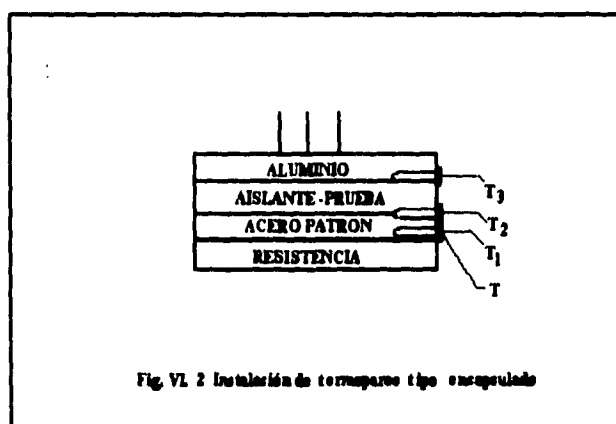 ALUMINIO
T3
AISLANTE-PRUEBA
T2
ACERO PATRON
T1
RESISTENCIA
T
Fig. VI. 2 Instalación de termopares tipo encapsulado